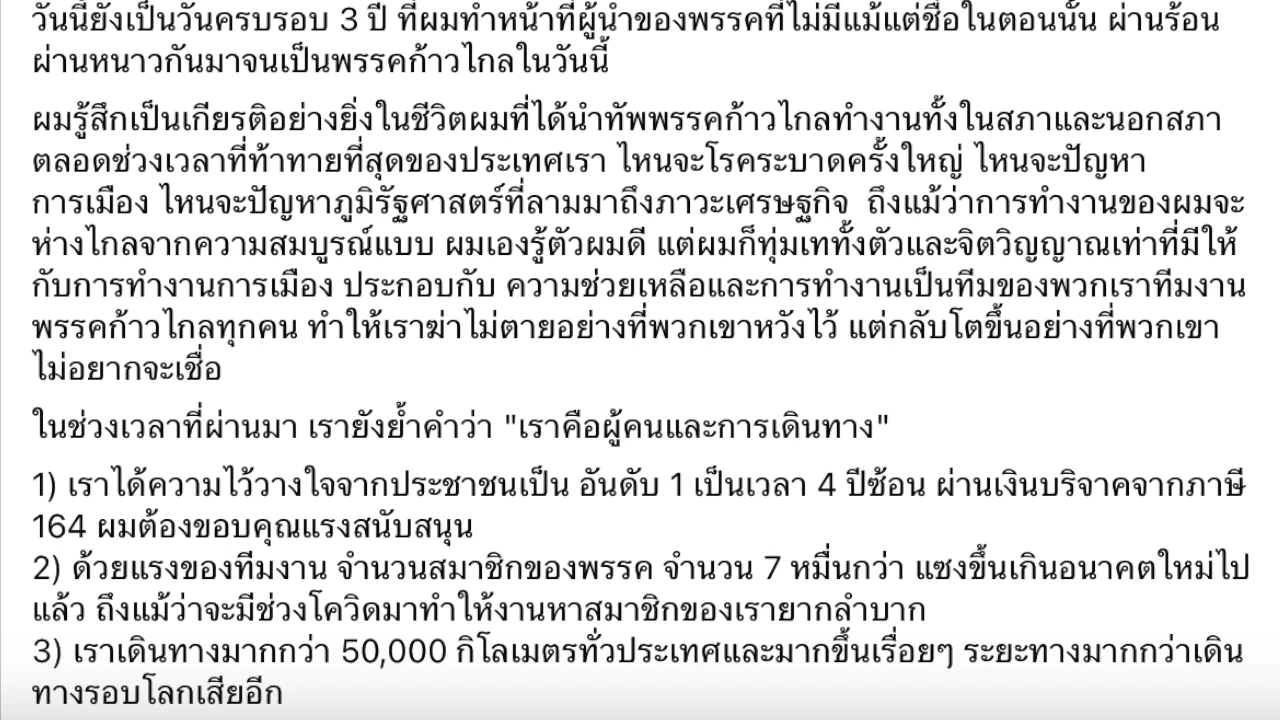 วันนี้ยังเป็นวันครบรอบ 3 ปี ที่ผมทำหน้าที่ผู้นำของพรรคที่ไม่มีแม้แต่ชื่อในตอนนั้น ผ่านร้อน
ผ่านหนาวกันมาจนเป็นพรรคก้าวไกลในวันนี้
ผมรู้สึกเป็นเกียรติอย่างยิ่งในชีวิตผมที่ได้นำทัพพรรคก้าวไกลทำงานทั้งในสภาและนอกสภา
ตลอดช่วงเวลาที่ท้าทายที่สุดของประเทศเรา ไหนจะโรคระบาดครั้งใหญ่ ไหนจะปัญหา
การเมือง ไหนจะปัญหาภูมิรัฐศาสตร์ที่ลามมาถึงภาวะเศรษฐกิจ  ถึงแม้ว่าการทำงานของผมจะ
ห่างไกลจากความสมบูรณ์แบบ ผมเองรู้ตัวผมดี แต่ผมก็ทุ่มเททั้งตัวและจิตวิญญาณเท่าที่มีให้
กับการทำงานการเมือง ประกอบกับ ความช่วยเหลือและการทำงานเป็นทีมของพวกเราทีมงาน
พรรคก้าวไกลทุกคน ทำให้เราฆ่าไม่ตายอย่างที่พวกเขาหวังไว้ แต่กลับโตขึ้นอย่างที่พวกเขา
ไม่อยากจะเชื่อ
ในช่วงเวลาที่ผ่านมา เรายังย้ำคำว่า "เราคือผู้คนและการเดินทาง"
1) เราได้ความไว้วางใจจากประชาชนเป็น อันดับ 1 เป็นเวลา 4 ปีซ้อน ผ่านเงินบริจาคจากภาษี
164 ผมต้องขอบคุณแรงสนับสนุน
2) ด้วยแรงของทีมงาน จำนวนสมาชิกของพรรค จำนวน 7 หมื่นกว่า แซงขึ้นเกินอนาคตใหม่ไป
แล้ว ถึงแม้ว่าจะมีช่วงโควิดมาทำให้งานหาสมาชิกของเรายากลำบาก
3) เราเดินทางมากกว่า 50,000 กิโลเมตรทั่วประเทศและมากขึ้นเรื่อยๆ ระยะทางมากกว่าเดิน
ทางรอบโลกเสียอีก